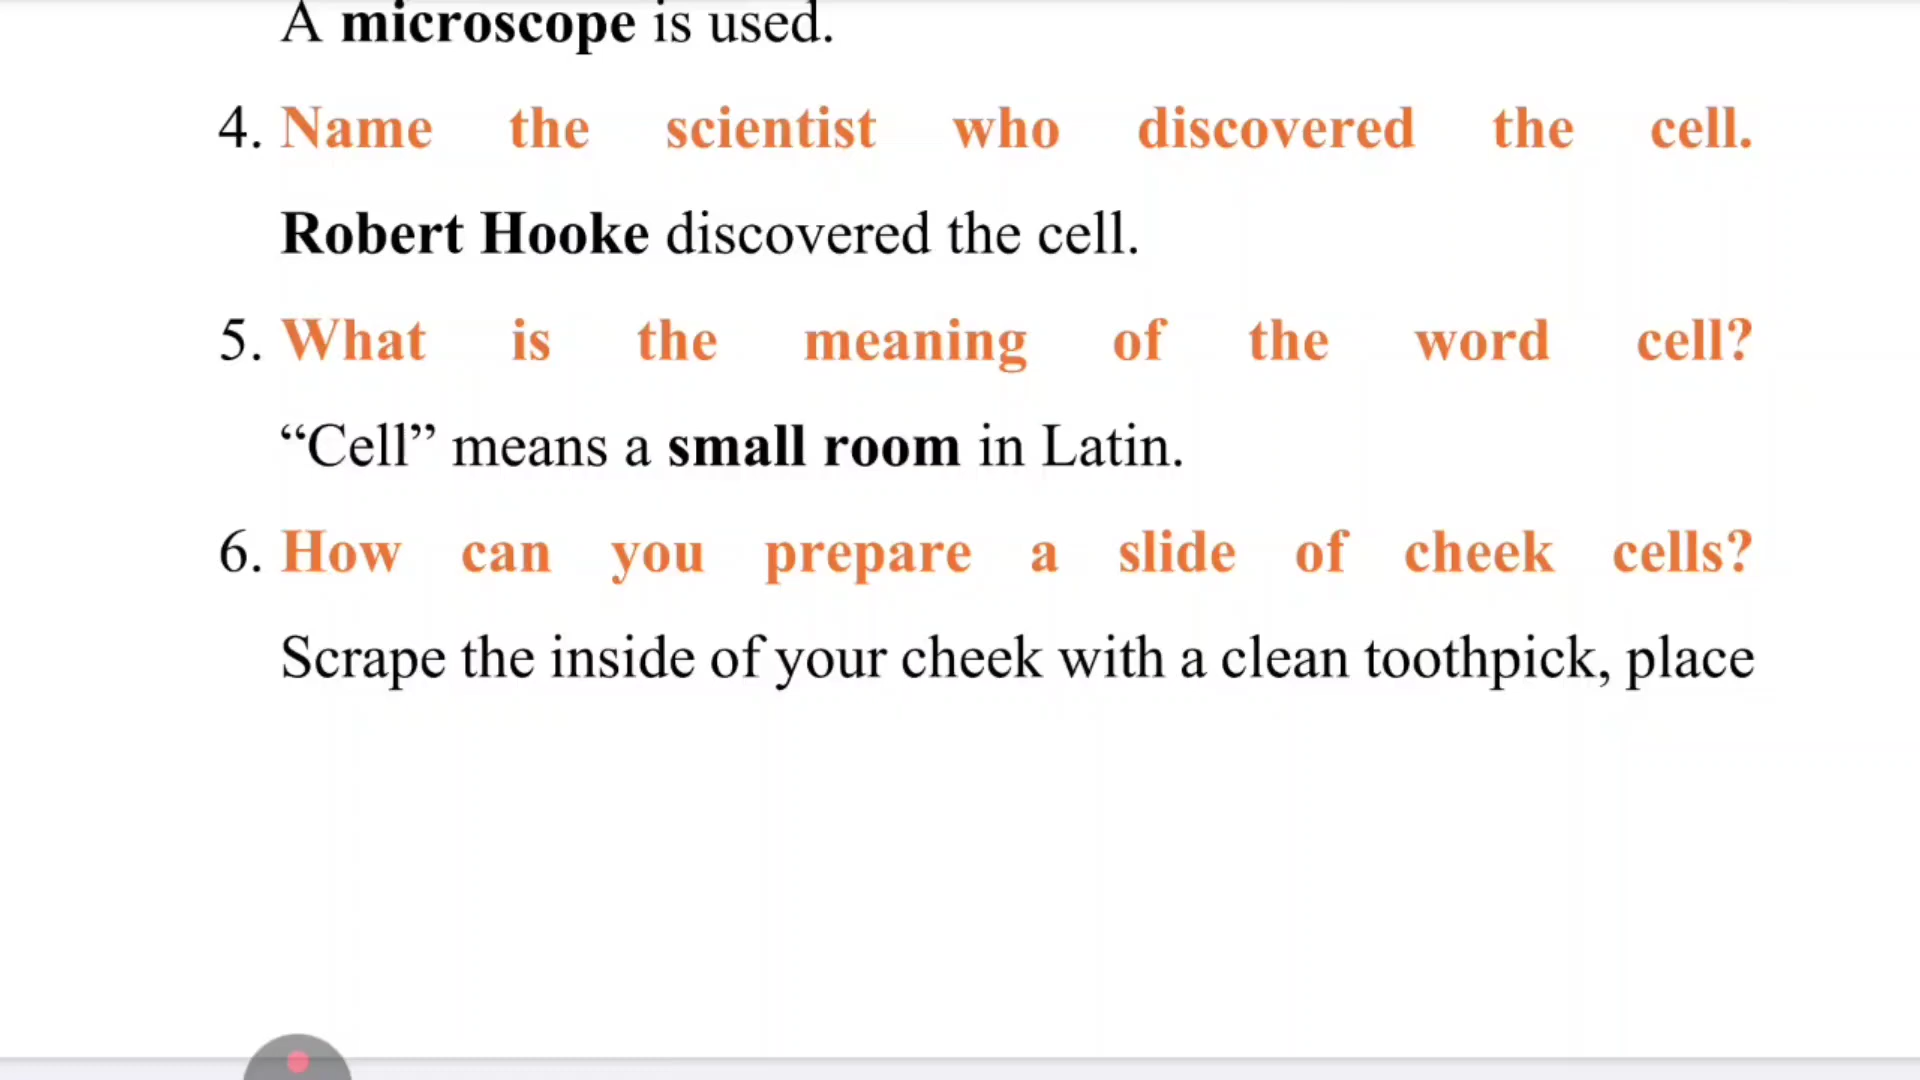 A microscope is used.
4. Name the scientist who discovered the cell.
Robert Hooke discovered the cell.
5. What is the meaning of the word cell?
“Cell” means a small room in Latin.
6. How can you prepare a slide of cheek cells?
Scrape the inside of your cheek with a clean toothpick, place